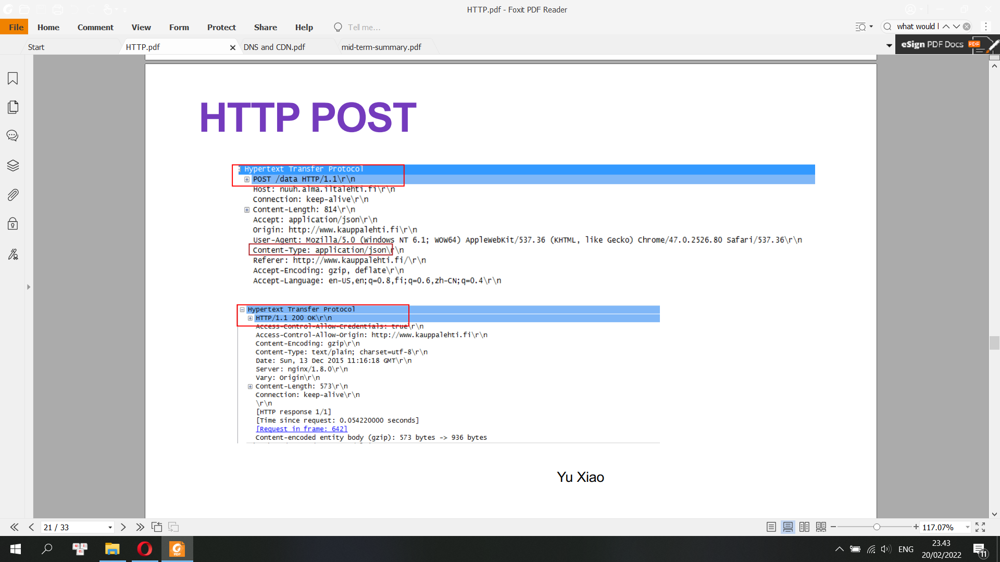 HTTP.pdf - Foxit PDF Reader
File Home Comment View Form Protect Share Help Tell me... what would
Start HTTP.pdf DNS and CDN.pdf mid-term-summary.pdf eSign PDF Docs PDF
HTTP POST
Hypertext Transfer Protocol
POST /data HTTP/1.1\r\n
Host: nuuh.alma.iltalehti.fi\r\n
Connection: keep-alive\r\n
Content-Length: 814\r\n
Accept: application/json\r\n
Origin: http://www.kauppalehti.fi\r\n
User-Agent: Mozilla/5.0 (Windows NT 6.1; WOW64) AppleWebKit/537.36 (KHTML, like Gecko) Chrome/47.0.2526.80 Safari/537.36\r\n
Content-Type: application/json\r\n
Referer: http://www.kauppalehti.fi/\r\n
Accept-Encoding: gzip, deflate\r\n
Accept-Language: en-US,en;q=0.8,fi;q=0.6,zh-CN;q=0.4\r\n
Hypertext Transfer Protocol
HTTP/1.1 200 OK\r\n
Access-Control-Allow-Credentials: true\r\n
Access-Control-Allow-Origin: http://www.kauppalehti.fi\r\n
Content-Encoding: gzip\r\n
Content-Type: text/plain; charset=utf-8\r\n
Date: Sun, 13 Dec 2015 11:16:18 GMT\r\n
Server: nginx/1.8.0\r\n
Vary: Origin\r\n
Content-Length: 573\r\n
Connection: keep-alive\r\n
\r\n
[HTTP response 1/1]
[Time since request: 0.054220000 seconds]
[Request in frame: 642]
Content-encoded entity body (gzip): 573 bytes -> 936 bytes
Yu Xiao
21 / 33 117.07%
23.43
ENG
20/02/2022
11